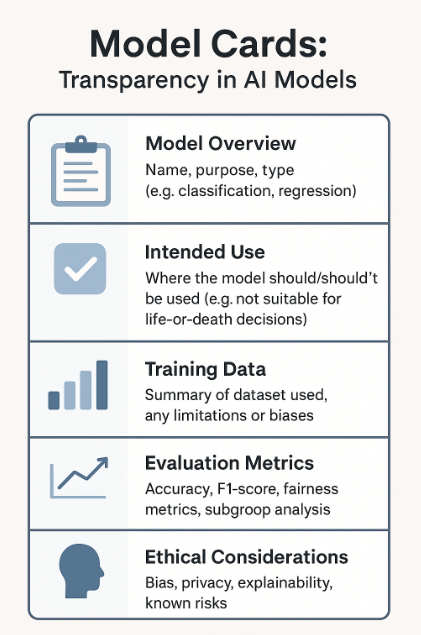 Model Cards:
Transparency in AI Models
Model Overview
Name, purpose, type
(e.g. classification, regression)
Intended Use
Where the model should/should't
be used (e.g. not suitable for
life-or-death decisions)
Training Data
Summary of dataset used,
any limitations or biases
Evaluation Metrics
Accuracy, F1-score, fairness
metrics, subgroop analysis
Ethical Considerations
Bias, privacy, explainability,
known risks